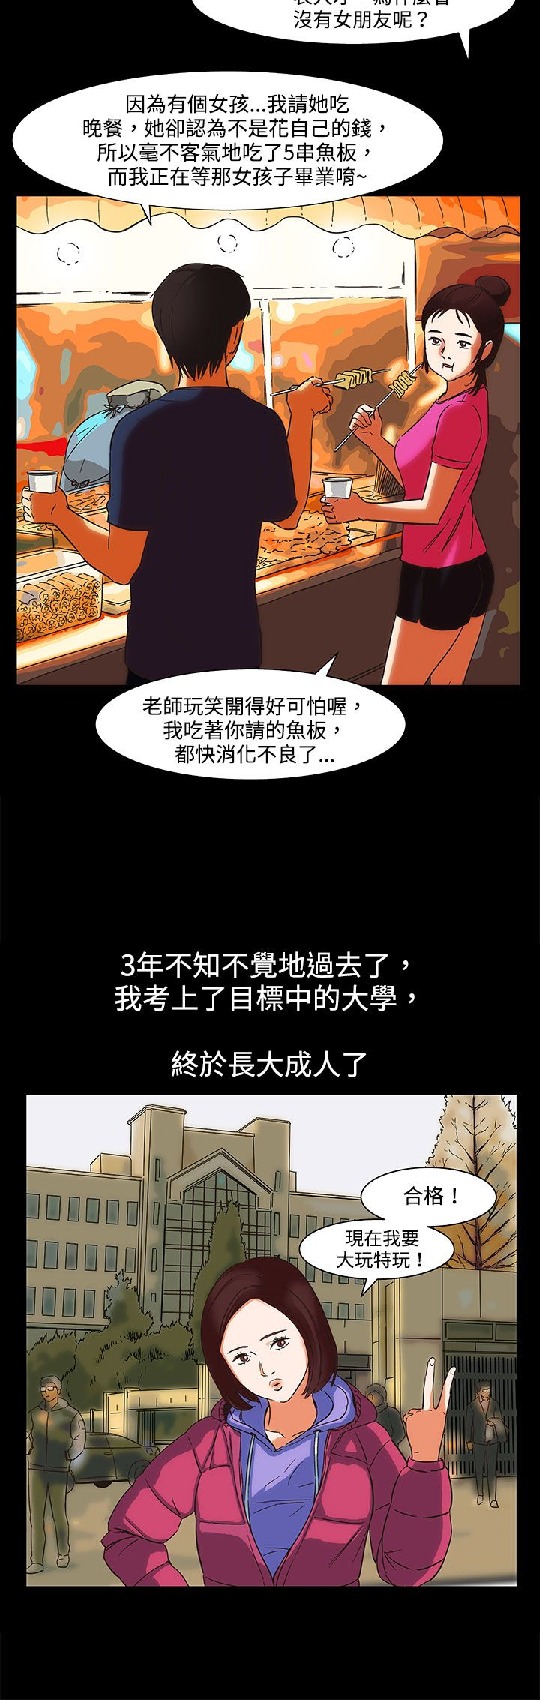 沒有女朋友呢？
因為有個女孩...我請她吃
晚餐，她卻認為不是花自己的錢，
所以毫不客氣地吃了5串魚板，
而我正在等那女孩子畢業唷~
老師玩笑開得好可怕喔，
我吃著你請的魚板，
都快消化不良了...
3年不知不覺地過去了，
我考上了目標中的大學，
終於長大成人了
合格！
現在我要
大玩特玩！